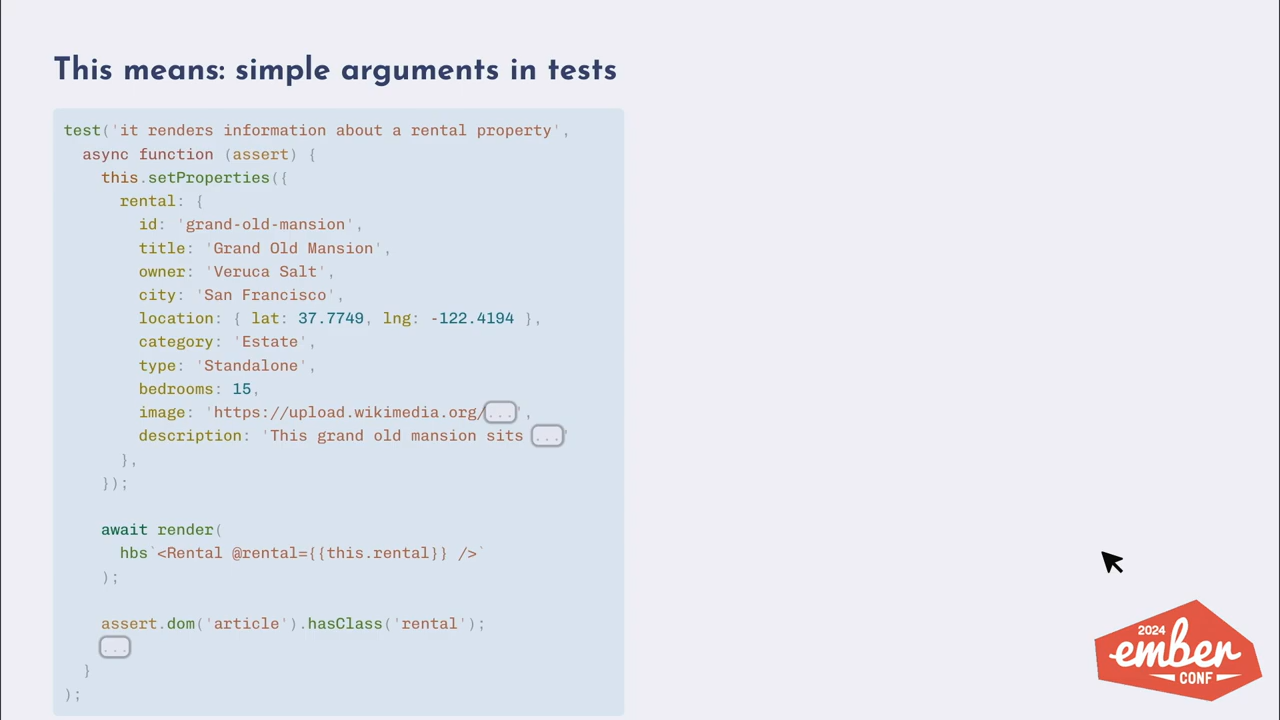 This means: simple arguments in tests
test('it renders information about a rental property',
  async function (assert) {
    this.setProperties({
      rental: {
        id: 'grand-old-mansion',
        title: 'Grand Old Mansion',
        owner: 'Veruca Salt',
        city: 'San Francisco',
        location: { lat: 37.7749, lng: -122.4194 },
        category: 'Estate',
        type: 'Standalone',
        bedrooms: 15,
        image: 'https://upload.wikimedia.org/...',
        description: 'This grand old mansion sits ...'
      },
    });

    await render(
      hbs`<Rental @rental={{this.rental}} />`
    );

    assert.dom('article').hasClass('rental');
    ...
  }
);
2024
ember
CONF